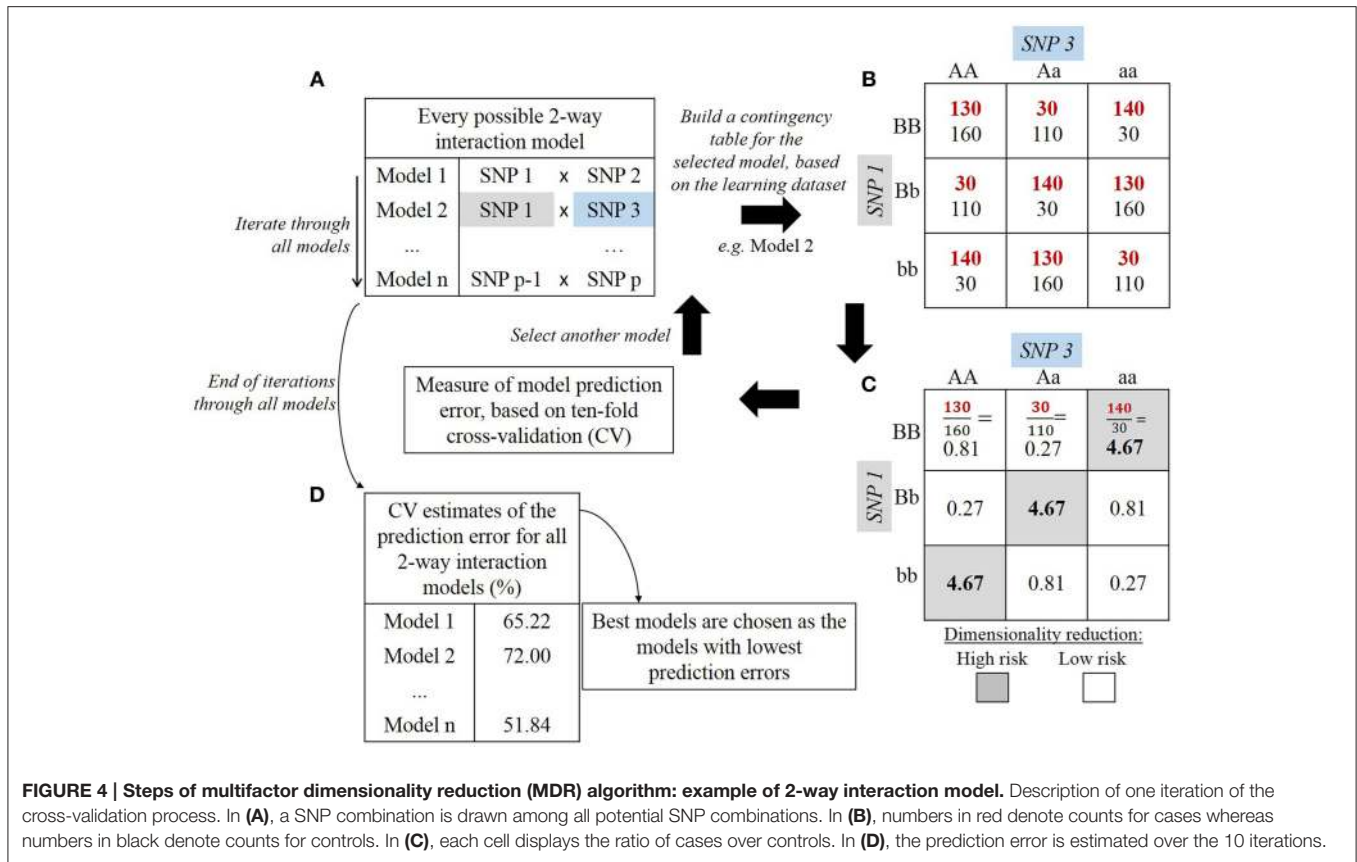 A
Every possible 2-way
interaction model
Model 1 SNP 1 x SNP 2
Model 2 SNP 1 x SNP 3
... ...
Model n SNP p-1 x SNP p
Iterate through
all models
Build a contingency
table for the
selected model, based
on the learning dataset
e.g. Model 2
B
SNP 3
AA Aa aa
SNP 1
BB
130 30 140
160 110 30
Bb
30 140 130
110 30 160
bb
140 130 30
30 160 110
Select another model
Measure of model prediction
error, based on ten-fold
cross-validation (CV)
End of iterations
through all models
C
SNP 3
AA Aa aa
SNP 1
BB
130 30 140
160 = 110 = 30 =
0.81 0.27 4.67
Bb 0.27 4.67 0.81
bb 4.67 0.81 0.27
Dimensionality reduction:
High risk Low risk
D
CV estimates of the
prediction error for all
2-way interaction
models (%)
Model 1 65.22
Model 2 72.00
...
Model n 51.84
Best models are chosen as the
models with lowest
prediction errors
FIGURE 4 | Steps of multifactor dimensionality reduction (MDR) algorithm: example of 2-way interaction model. Description of one iteration of the
cross-validation process. In (A), a SNP combination is drawn among all potential SNP combinations. In (B), numbers in red denote counts for cases whereas
numbers in black denote counts for controls. In (C), each cell displays the ratio of cases over controls. In (D), the prediction error is estimated over the 10 iterations.